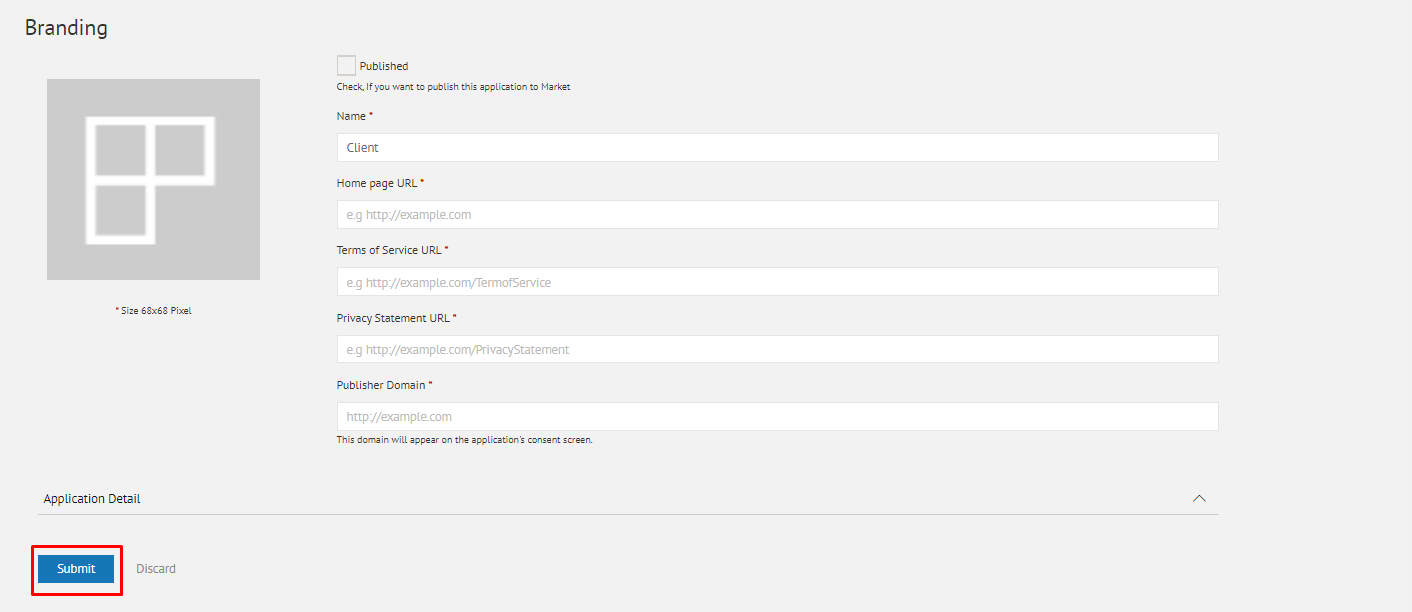 Branding
Published
Check, If you want to publish this application to Market
Name *
Client
Home page URL *
e.g http://example.com
Terms of Service URL *
e.g http://example.com/TermofService
* Size 68x68 Pixel
Privacy Statement URL *
e.g http://example.com/PrivacyStatement
Publisher Domain *
http://example.com
This domain will appear on the application's consent screen.
Application Detail
Submit
Discard